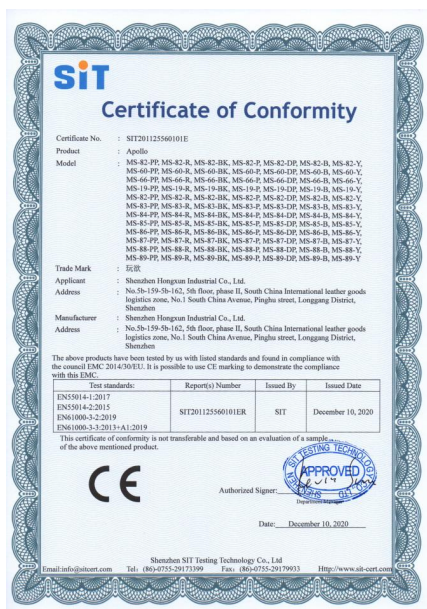 SiT
Certificate of Conformity
Certificate No. : SIT201125560101E
Product : Apollo
Model : MS-82-PP, MS-82-R, MS-82-BK, MS-82-P, MS-82-DP, MS-82-B, MS-82-Y,
MS-60-PP, MS-60-R, MS-60-BK, MS-60-P, MS-60-DP, MS-60-B, MS-60-Y,
MS-66-PP, MS-66-R, MS-66-BK, MS-66-P, MS-66-DP, MS-66-B, MS-66-Y,
MS-19-PP, MS-19-R, MS-19-BK, MS-19-P, MS-19-DP, MS-19-B, MS-19-Y,
MS-82-PP, MS-82-R, MS-82-BK, MS-82-P, MS-82-DP, MS-82-B, MS-82-Y,
MS-83-PP, MS-83-R, MS-83-BK, MS-83-P, MS-83-DP, MS-83-B, MS-83-Y,
MS-84-PP, MS-84-R, MS-84-BK, MS-84-P, MS-84-DP, MS-84-B, MS-84-Y,
MS-85-PP, MS-85-R, MS-85-BK, MS-85-P, MS-85-DP, MS-85-B, MS-85-Y,
MS-86-PP, MS-86-R, MS-86-BK, MS-86-P, MS-86-DP, MS-86-B, MS-86-Y,
MS-87-PP, MS-87-R, MS-87-BK, MS-87-P, MS-87-DP, MS-87-B, MS-87-Y,
MS-88-PP, MS-88-R, MS-88-BK, MS-88-P, MS-88-DP, MS-88-B, MS-88-Y,
MS-89-PP, MS-89-R, MS-89-BK, MS-89-P, MS-89-DP, MS-89-B, MS-89-Y
Trade Mark : 玩歆
Applicant : Shenzhen Hongxun Industrial Co., Ltd.
Address : No.5b-159-5b-162, 5th floor, phase II, South China International leather goods
logistics zone, No.1 South China Avenue, Pinghu street, Longgang District,
Shenzhen
Manufacturer : Shenzhen Hongxun Industrial Co., Ltd.
Address : No.5b-159-5b-162, 5th floor, phase II, South China International leather goods
logistics zone, No.1 South China Avenue, Pinghu street, Longgang District,
Shenzhen
The above products have been tested by us with listed standards and found in compliance with
the council EMC 2014/30/EU. It is possible to use CE marking to demonstrate the compliance
with this EMC.
Test standards: Report(s) Number Issued By Issued Date
EN55014-1:2017
EN55014-2:2015
EN61000-3-2:2019
EN61000-3-3:2013+A1:2019
SIT201125560101ER SIT December 10, 2020
This certificate of conformity is not transferable and based on an evaluation of a sample
of the above mentioned product.
CE
APPROVED
Authorized Signer:
Department Manager
Date: December 10, 2020
Shenzhen SIT Testing Technology Co., Ltd
Email:info@sitcert.com Tel: (86)-0755-29173399 Fax: (86)-0755-29179933 Http://www.sit-cert.com